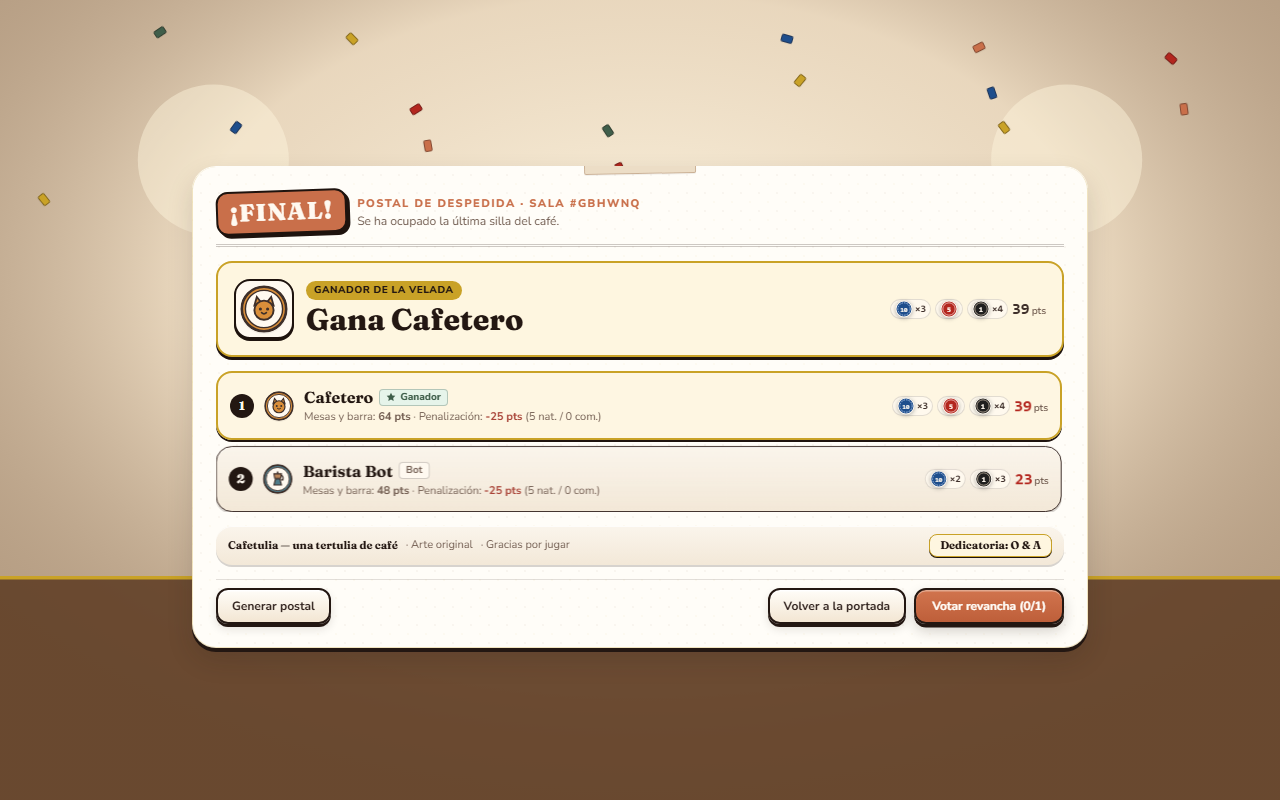 ¡FINAL!
POSTAL DE DESPEDIDA · SALA #GBHWNQ
Se ha ocupado la última silla del café.
GANADOR DE LA VELADA
Gana Cafetero
10 ×3 5 1 ×4 39 pts
1 Cafetero Ganador
Mesas y barra: 64 pts · Penalización: -25 pts (5 nat. / 0 com.)
10 ×3 5 1 ×4 39 pts
2 Barista Bot Bot
Mesas y barra: 48 pts · Penalización: -25 pts (5 nat. / 0 com.)
10 ×2 1 ×3 23 pts
Cafetulia — una tertulia de café · Arte original · Gracias por jugar
Dedicatoria: O & A
Generar postal
Volver a la portada
Votar revancha (0/1)